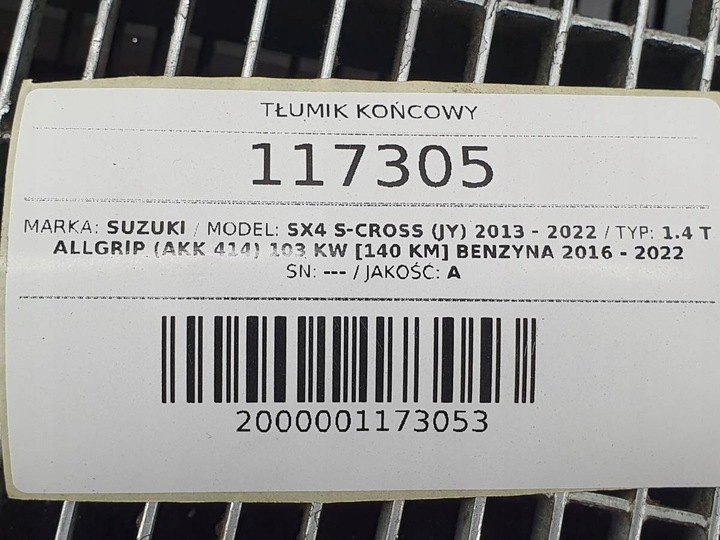 TŁUMIK KOŃCOWY
117305
MARKA: SUZUKI / MODEL: SX4 S-CROSS (JY) 2013 - 2022 / TYP: 1.4 T
ALLGRIP (AKK 414) 103 KW [140 KM] BENZYNA 2016 - 2022
SN: --- / JAKOŚĆ: A
2000001173053